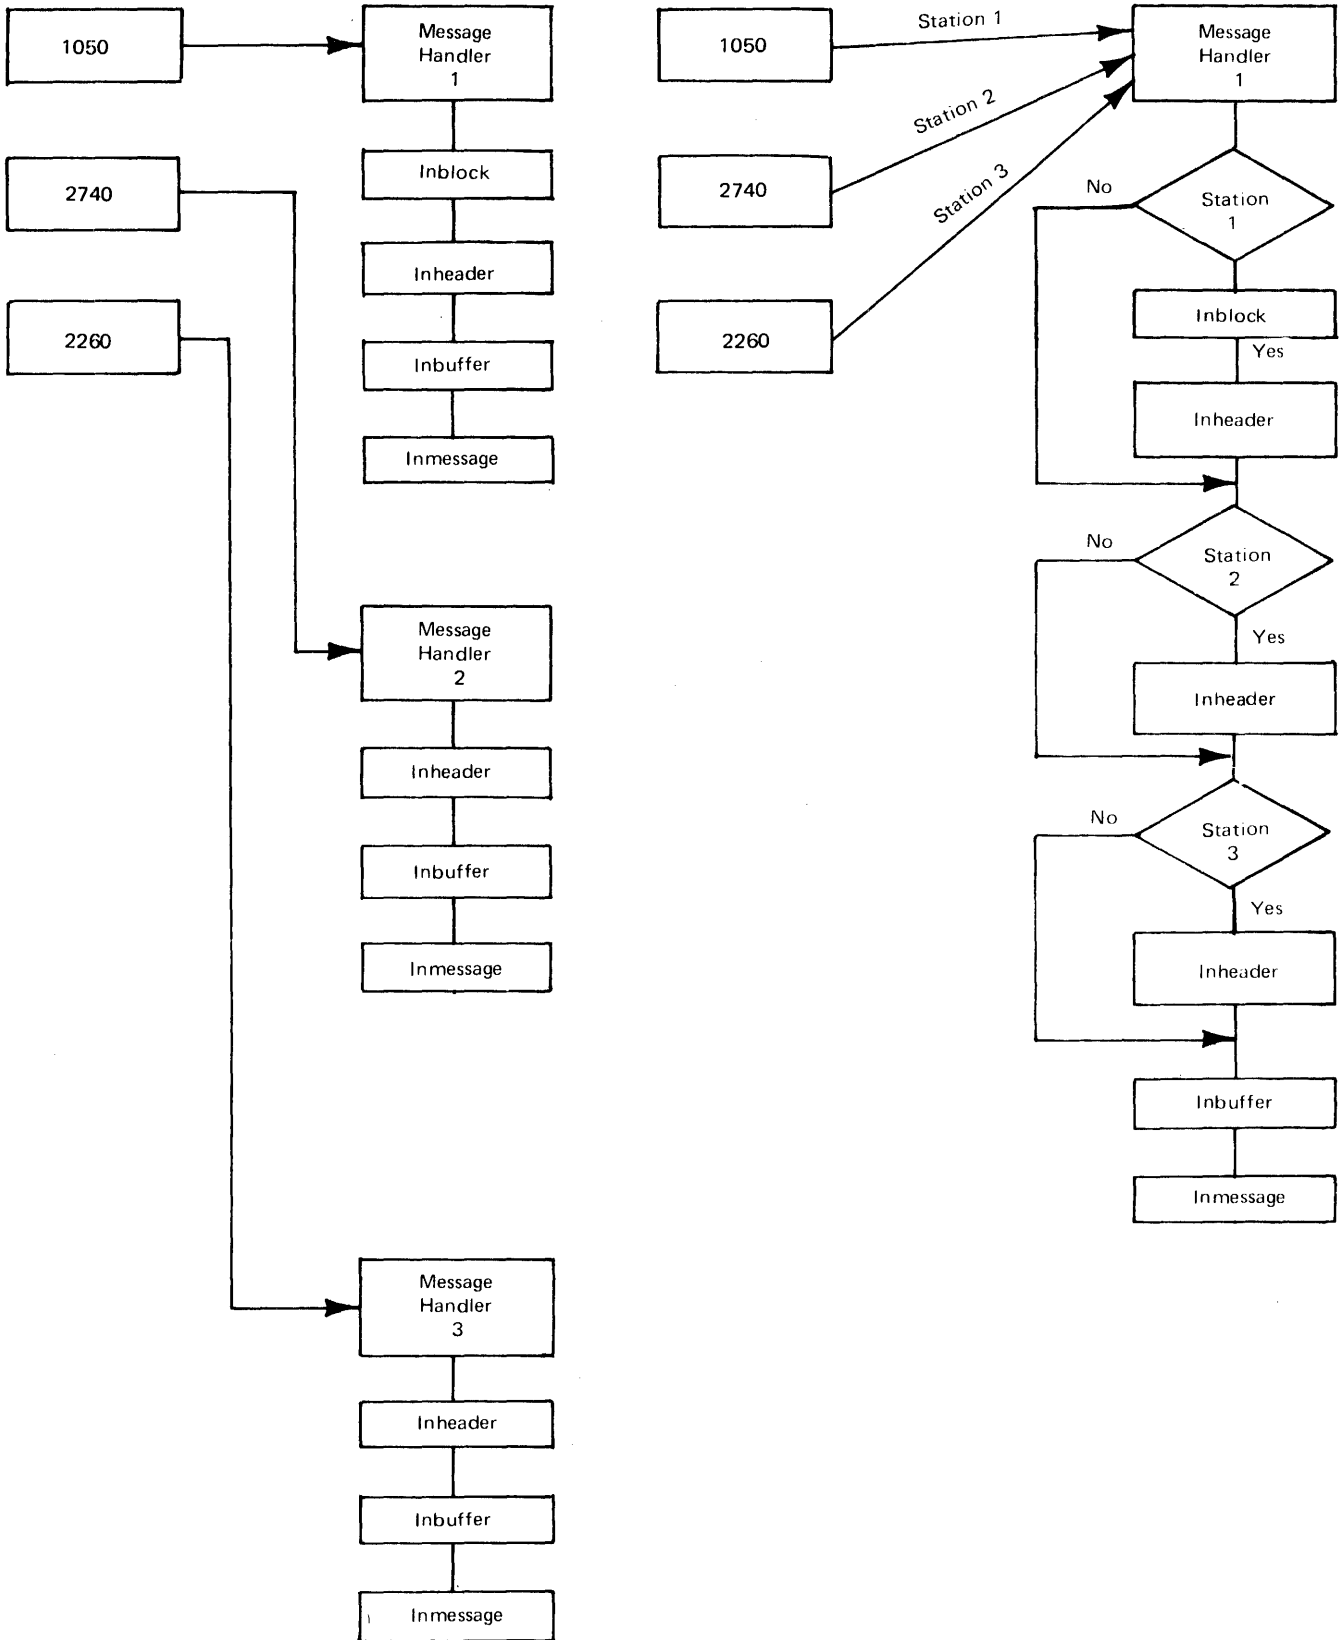 1050
Message
Handler
1
Inblock
Inheader
Inbuffer
Inmessage
2740
Message
Handler
2
Inheader
Inbuffer
Inmessage
2260
Message
Handler
3
Inheader
Inbuffer
Inmessage
1050
Station 1
2740
Station 2
2260
Station 3
Message
Handler
1
No
Station
1
Inblock
Yes
Inheader
No
Station
2
Yes
Inheader
No
Station
3
Yes
Inheader
Inbuffer
Inmessage